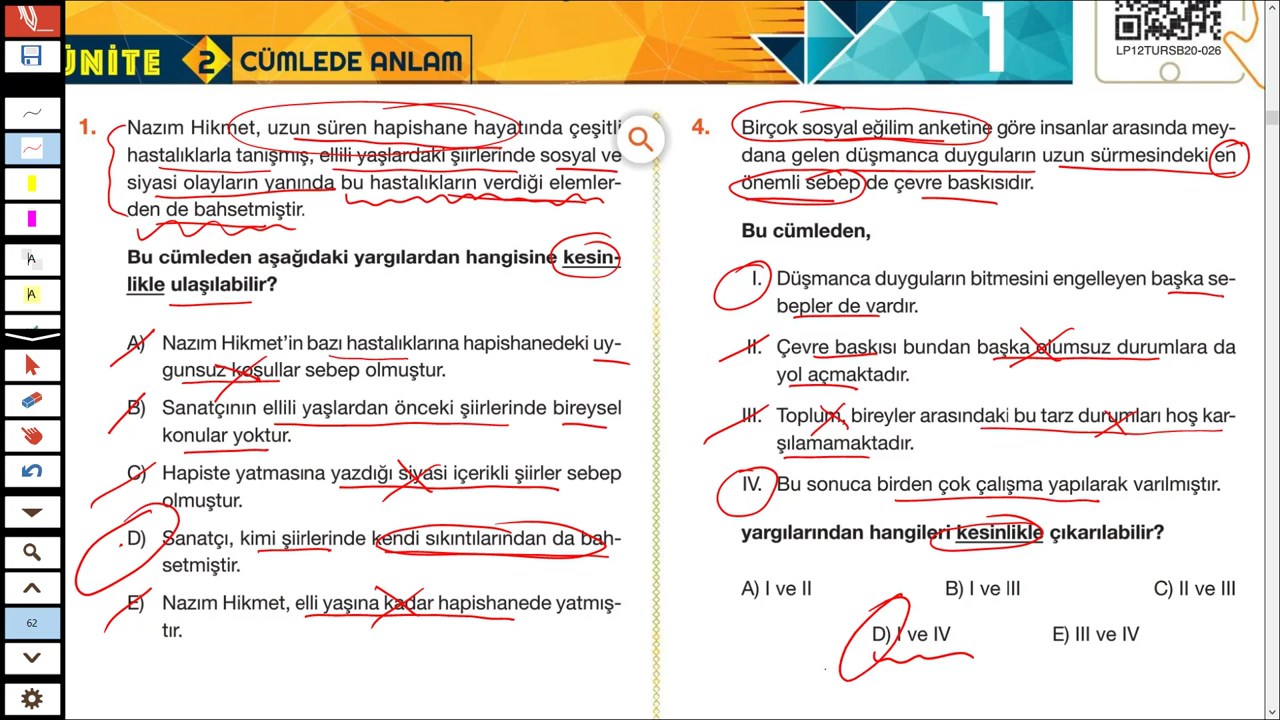 ÜNİTE 2 CÜMLEDE ANLAM
1
LP12TURSB20-026
1. Nazım Hikmet, uzun süren hapishane hayatında çeşitli
hastalıklarla tanışmış, ellili yaşlardaki şiirlerinde sosyal ve
siyasi olayların yanında bu hastalıkların verdiği elemler-
den de bahsetmiştir.
Bu cümleden aşağıdaki yargılardan hangisine kesin-
likle ulaşılabilir?
A) Nazım Hikmet'in bazı hastalıklarına hapishanedeki uy-
gunsuz koşullar sebep olmuştur.
B) Sanatçının ellili yaşlardan önceki şiirlerinde bireysel
konular yoktur.
C) Hapiste yatmasına yazdığı siyasi içerikli şiirler sebep
olmuştur.
D) Sanatçı, kimi şiirlerinde kendi sıkıntılarından da bah-
setmiştir.
E) Nazım Hikmet, elli yaşına kadar hapishanede yatmış-
tır.
4. Birçok sosyal eğilim anketine göre insanlar arasında mey-
dana gelen düşmanca duyguların uzun sürmesindeki en
önemli sebep de çevre baskısıdır.
Bu cümleden,
I. Düşmanca duyguların bitmesini engelleyen başka se-
bepler de vardır.
II. Çevre baskısı bundan başka olumsuz durumlara da
yol açmaktadır.
III. Toplum, bireyler arasındaki bu tarz durumları hoş kar-
şılamamaktadır.
IV. Bu sonuca birden çok çalışma yapılarak varılmıştır.
yargılarından hangileri kesinlikle çıkarılabilir?
A) I ve II B) I ve III C) II ve III
D) I ve IV E) III ve IV
A
A
62